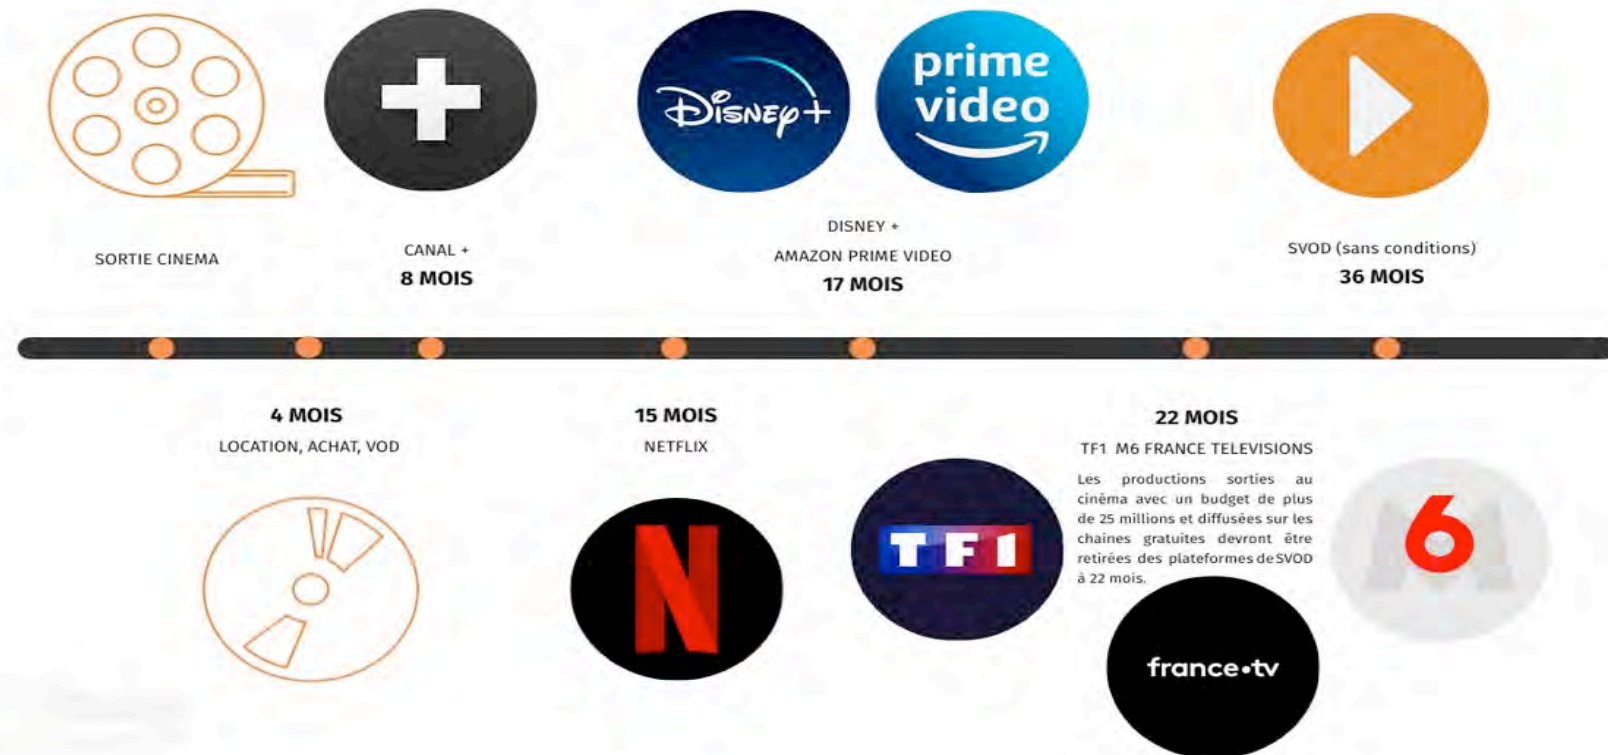 DISNEY+
prime
video
SORTIE CINEMA
CANAL +
8 MOIS
DISNEY +
AMAZON PRIME VIDEO
17 MOIS
SVOD (sans conditions)
36 MOIS
4 MOIS
LOCATION, ACHAT, VOD
15 MOIS
NETFLIX
22 MOIS
TF1 M6 FRANCE TELEVISIONS
Les productions sorties au
cinéma avec un budget de plus
de 25 millions et diffusées sur les
chaines gratuites devront être
retirées des plateformes de SVOD
à 22 mois.
N
TF1
M
6
france•tv